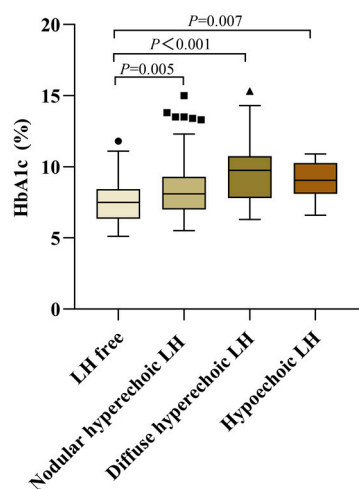 P=0.007
P＜0.001
P=0.005
HbA1c (%)
20
15
10
5
0
LH free
Nodular hyperechoic LH
Diffuse hyperechoic LH
Hypoechoic LH